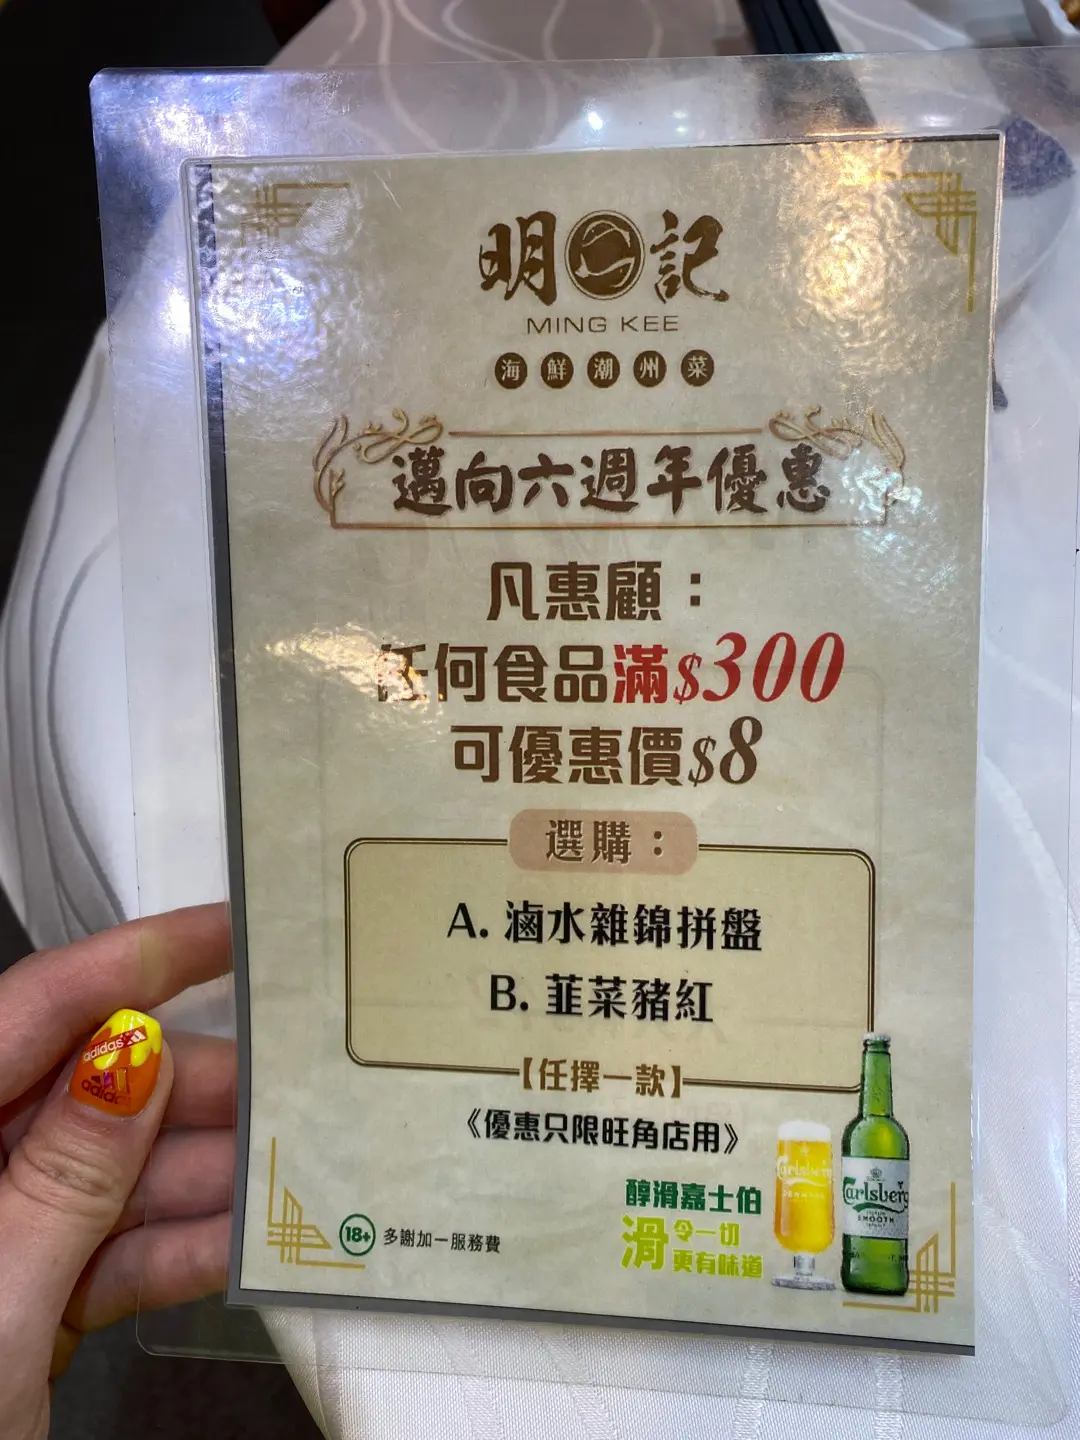 明記
MING KEE
海鮮潮州菜
邁向六週年優惠
凡惠顧：
任何食品滿$300
可優惠價$8
選購：
A. 滷水雜錦拼盤
B. 韮菜豬紅
【任擇一款】
《優惠只限旺角店用》
醇滑嘉士伯
滑 令一切
更有味道
18+ 多謝加一服務費
Carlsberg
Carlsberg
SMOOTH
adidas
adidas